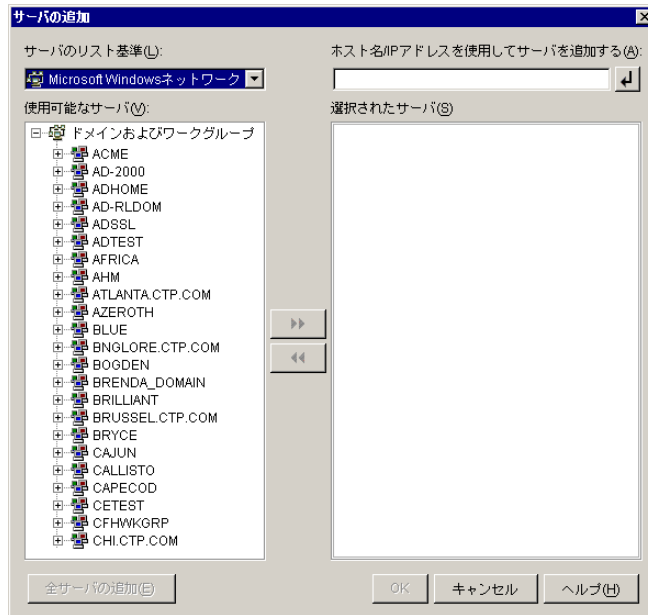 サーバの追加
サーバのリスト基準(L):
Microsoft Windowsネットワーク
ホスト名/IPアドレスを使用してサーバを追加する(A):
使用可能なサーバ(V):
選択されたサーバ(S)
ドメインおよびワークグループ
ACME
AD-2000
ADHOME
AD-RLDOM
ADSSL
ADTEST
AFRICA
AHM
ATLANTA.CTP.COM
AZEROTH
BLUE
BNGLORE.CTP.COM
BOGDEN
BRENDA_DOMAIN
BRILLIANT
BRUSSEL.CTP.COM
BRYCE
CAJUN
CALLISTO
CAPECOD
CETEST
CFHWKGRP
CHI.CTP.COM
全サーバの追加(E)
OK
キャンセル
ヘルプ(H)